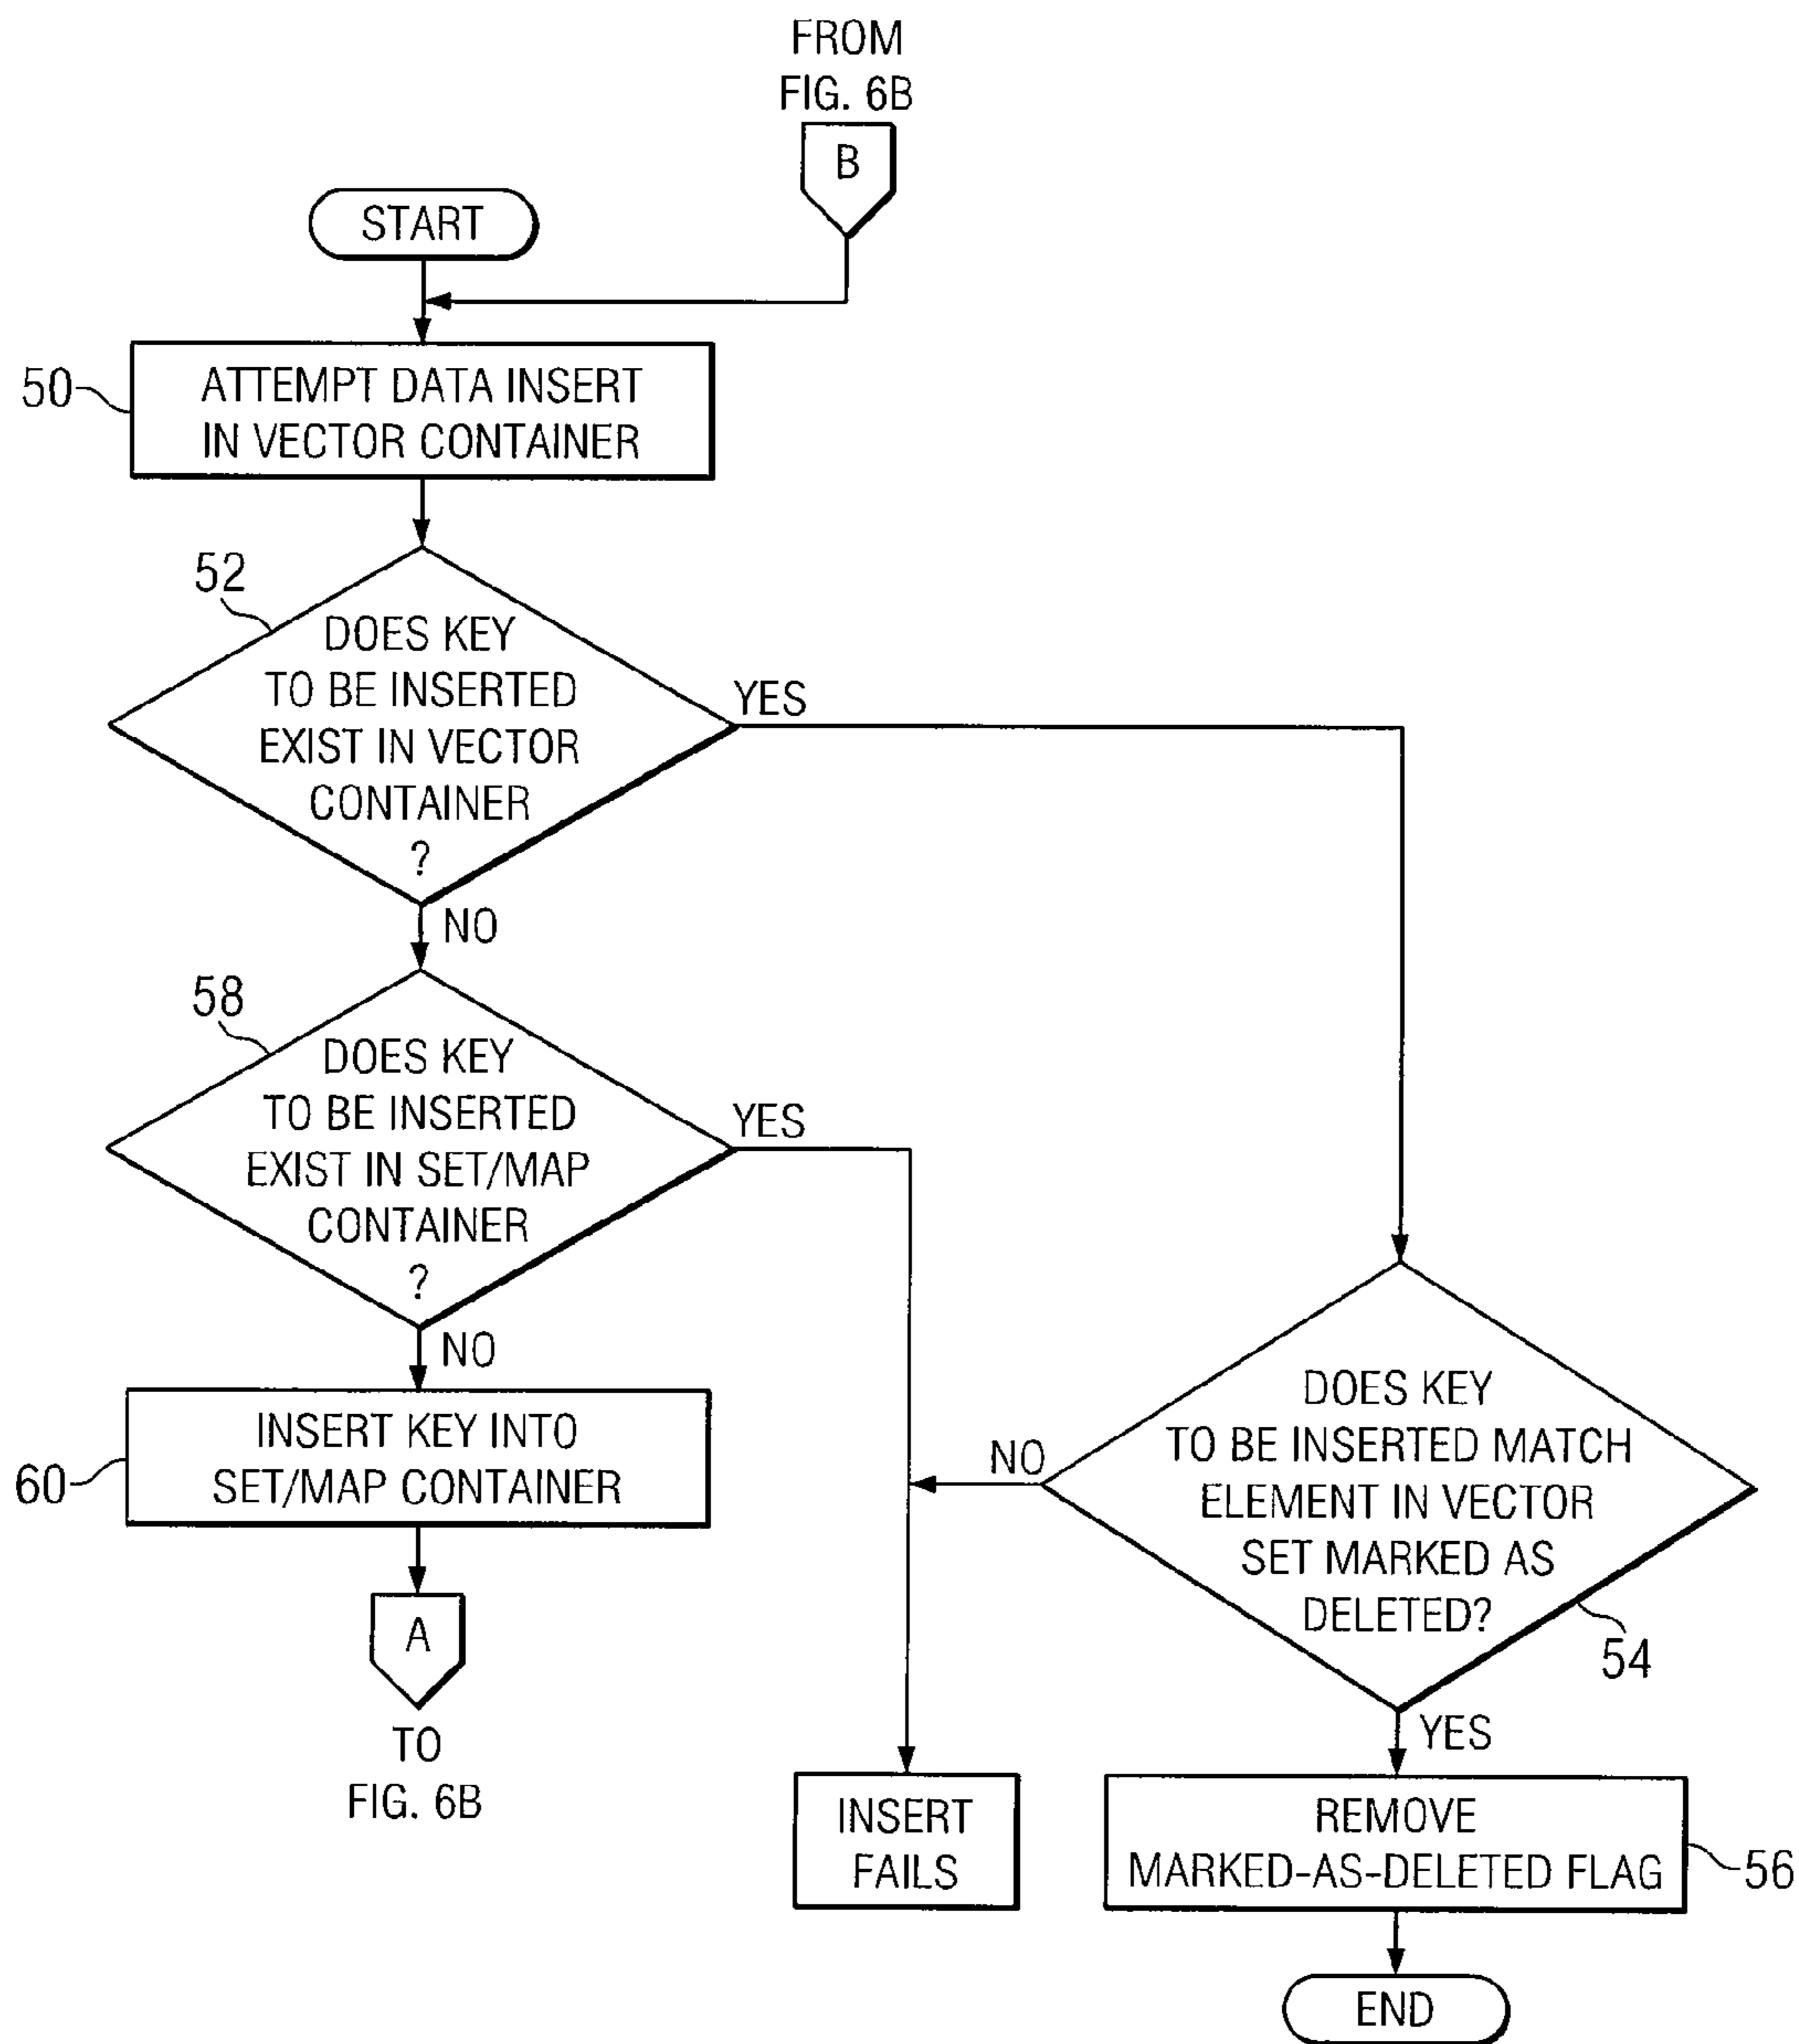 FROM
FIG. 6B
B
START
50
ATTEMPT DATA INSERT
IN VECTOR CONTAINER
52
DOES KEY
TO BE INSERTED
EXIST IN VECTOR
CONTAINER
?
YES
NO
58
DOES KEY
TO BE INSERTED
EXIST IN SET/MAP
CONTAINER
?
YES
NO
60
INSERT KEY INTO
SET/MAP CONTAINER
A
TO
FIG. 6B
DOES KEY
TO BE INSERTED MATCH
ELEMENT IN VECTOR
SET MARKED AS
DELETED?
NO
54
YES
INSERT
FAILS
REMOVE
MARKED-AS-DELETED FLAG
56
END